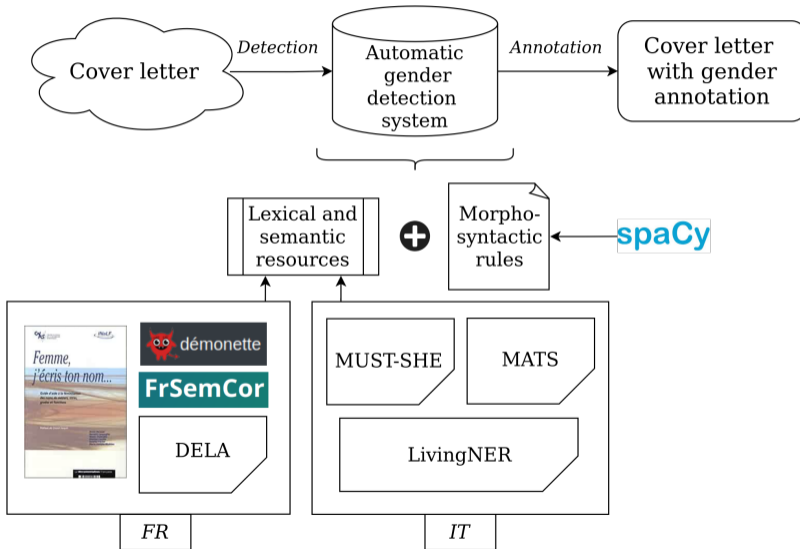 Cover letter
Detection
Automatic
gender
detection
system
Annotation
Cover letter
with gender
annotation
Lexical and
semantic
resources
Morpho-
syntactic
rules
spaCy
Femme,
j'écris ton nom...
démonette
FrSemCor
DELA
MUST-SHE
MATS
LivingNER
FR
IT